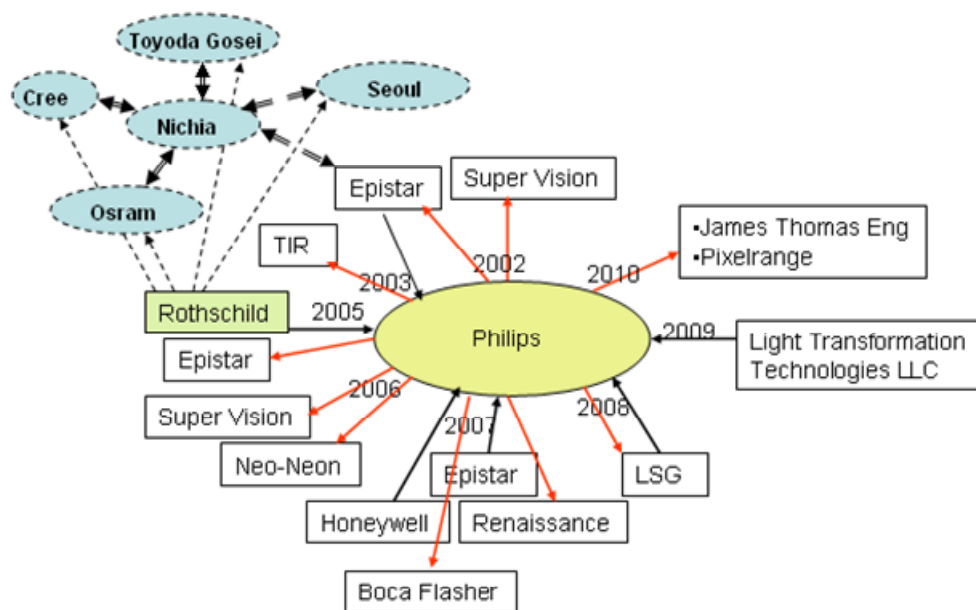 Toyoda Gosei
Cree
Seoul
Nichia
Epistar
Super Vision
Osram
TIR
▪James Thomas Eng
▪Pixelrange
2002
2010
2003
Rothschild
2005
Philips
2009
Light Transformation
Technologies LLC
Epistar
2006
2008
Super Vision
2007
Neo-Neon
Epistar
LSG
Honeywell
Renaissance
Boca Flasher